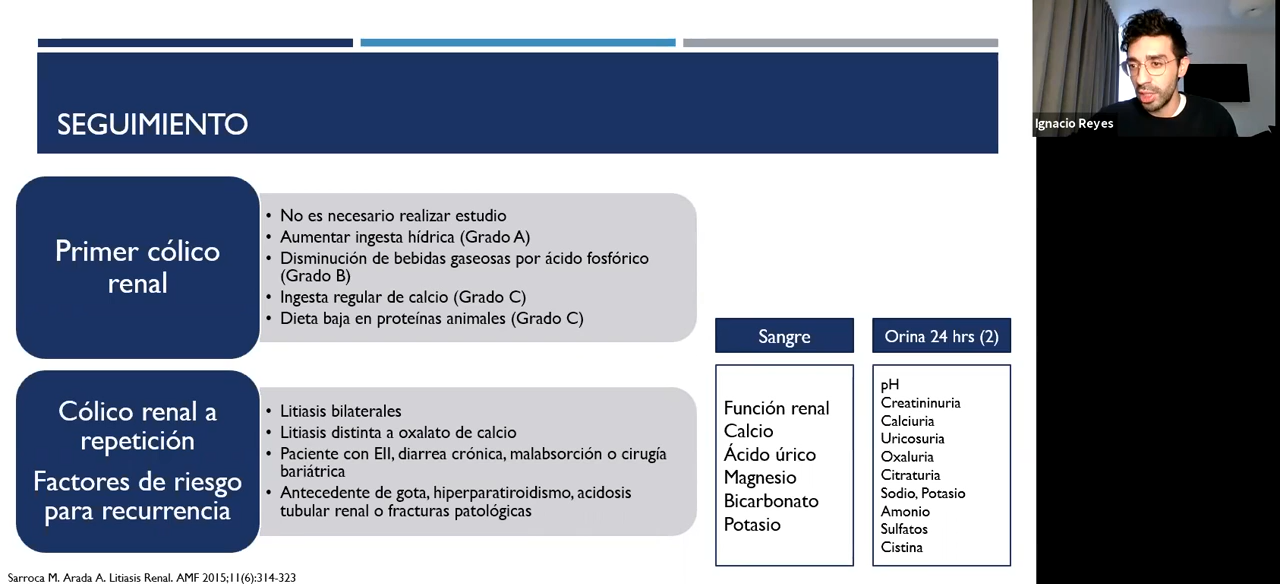 SEGUIMIENTO
Ignacio Reyes
Primer cólico
renal
• No es necesario realizar estudio
• Aumentar ingesta hídrica (Grado A)
• Disminución de bebidas gaseosas por ácido fosfórico
(Grado B)
• Ingesta regular de calcio (Grado C)
• Dieta baja en proteínas animales (Grado C)
Cólico renal a
repetición
Factores de riesgo
para recurrencia
• Litiasis bilaterales
• Litiasis distinta a oxalato de calcio
• Paciente con EII, diarrea crónica, malabsorción o cirugía
bariátrica
• Antecedente de gota, hiperparatiroidismo, acidosis
tubular renal o fracturas patológicas
Sangre
Función renal
Calcio
Ácido úrico
Magnesio
Bicarbonato
Potasio
Orina 24 hrs (2)
pH
Creatininuria
Calciuria
Uricosuria
Oxaluria
Citraturia
Sodio, Potasio
Amonio
Sulfatos
Cistina
Sarroca M. Arada A. Litiasis Renal. AMF 2015;11(6):314-323